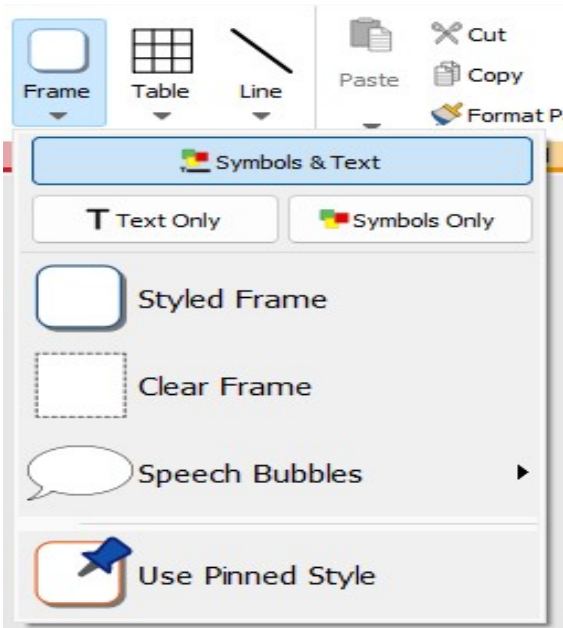 Frame
Table
Line
Paste
Cut
Copy
Format P
Symbols & Text
T Text Only
Symbols Only
Styled Frame
Clear Frame
Speech Bubbles
Use Pinned Style